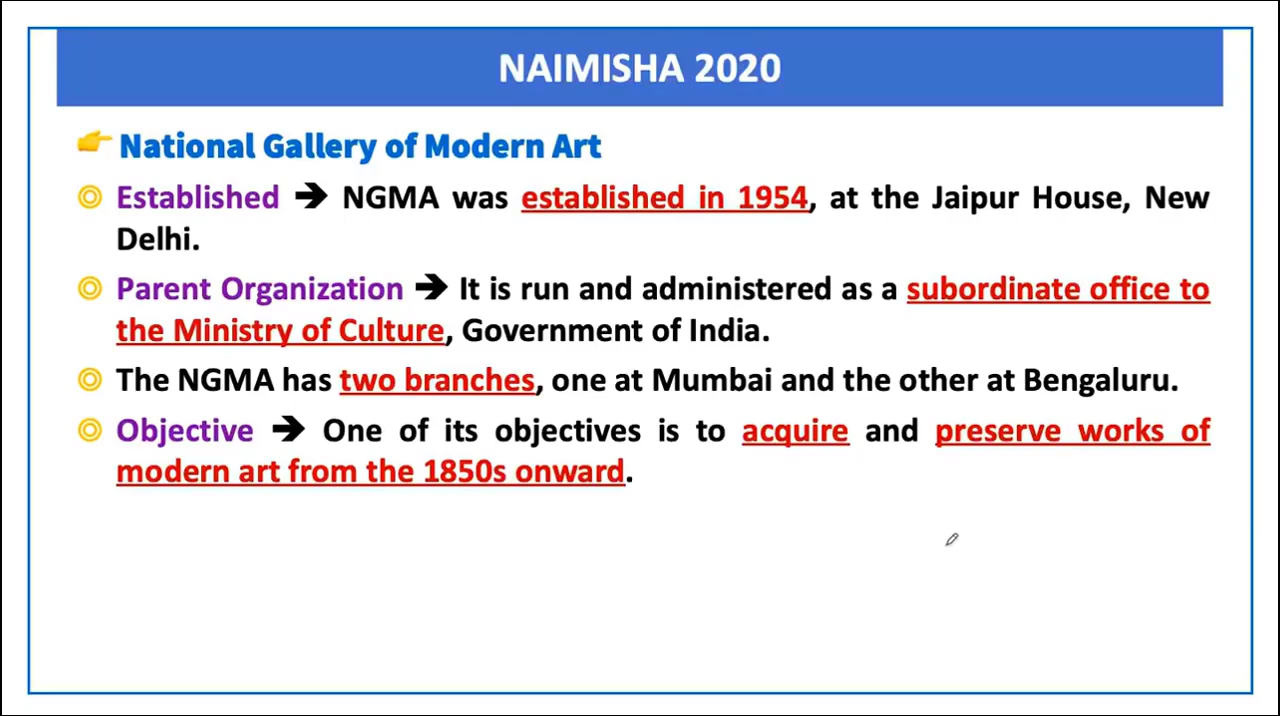 NAIMISHA 2020
👉 National Gallery of Modern Art
Established ➔ NGMA was established in 1954, at the Jaipur House, New
Delhi.
Parent Organization ➔ It is run and administered as a subordinate office to
the Ministry of Culture, Government of India.
The NGMA has two branches, one at Mumbai and the other at Bengaluru.
Objective ➔ One of its objectives is to acquire and preserve works of
modern art from the 1850s onward.